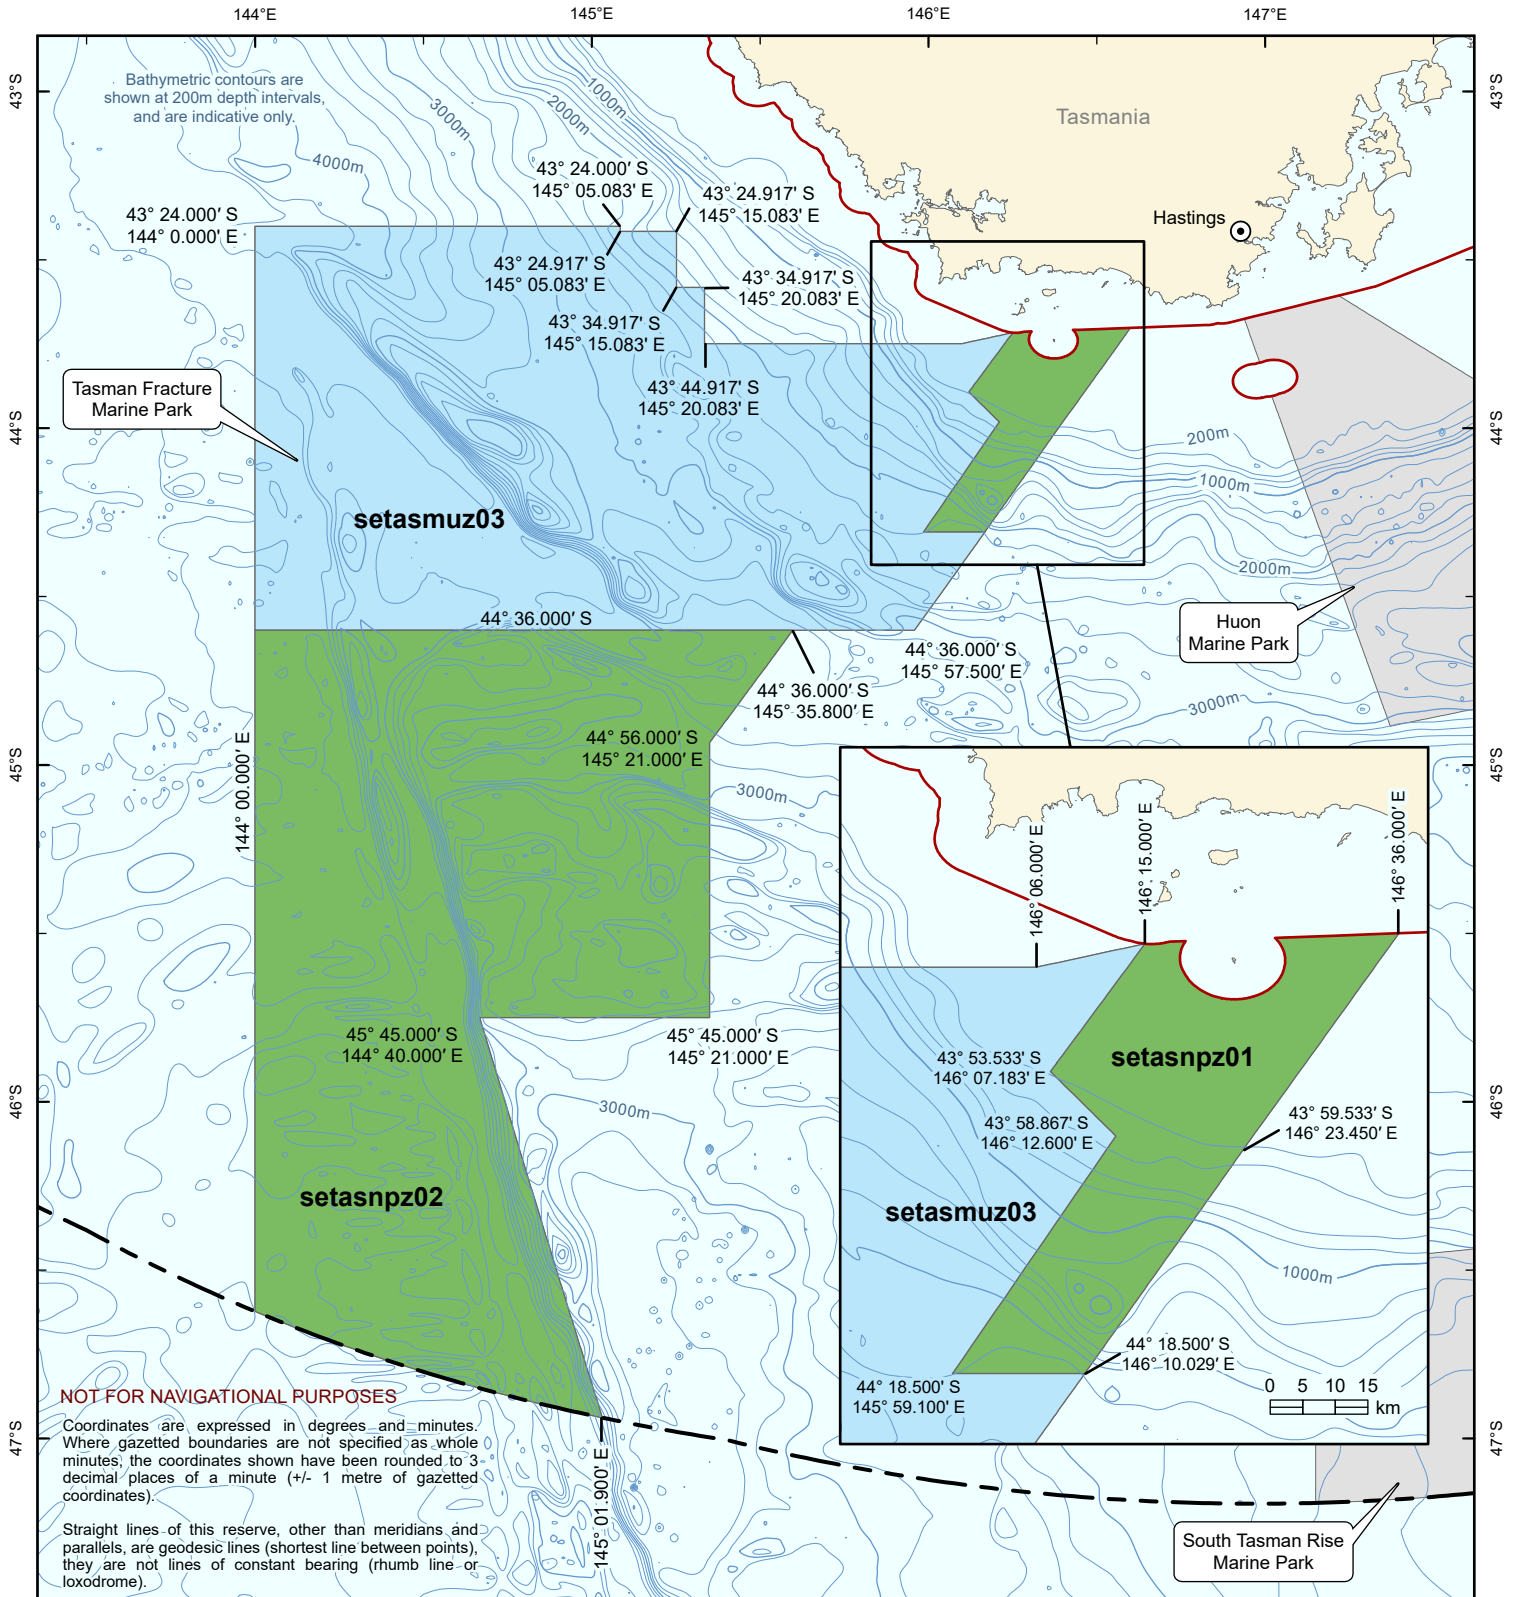 144°E
145°E
146°E
147°E
43°S
43°S
Bathymetric contours are
shown at 200m depth intervals,
and are indicative only.
1000m
2000m
3000m
4000m
Tasmania
43° 24.000' S
145° 05.083' E
43° 24.917' S
145° 15.083' E
43° 24.000' S
144° 0.000' E
Hastings
43° 24.917' S
145° 05.083' E
43° 34.917' S
145° 20.083' E
43° 34.917' S
145° 15.083' E
43° 44.917' S
145° 20.083' E
Tasman Fracture
Marine Park
44°S
44°S
200m
1000m
setasmuz03
2000m
44° 36.000' S
Huon
Marine Park
44° 36.000' S
145° 57.500' E
44° 36.000' S
145° 35.800' E
3000m
44° 56.000' S
145° 21.000' E
144° 00.000' E
45°S
45°S
3000m
146° 06.000' E
146° 15.000' E
146° 36.000' E
45° 45.000' S
144° 40.000' E
45° 45.000' S
145° 21.000' E
43° 53.533' S
146° 07.183' E
setasnpz01
46°S
46°S
3000m
43° 58.867' S
146° 12.600' E
43° 59.533' S
146° 23.450' E
setasnpz02
setasmuz03
1000m
44° 18.500' S
146° 10.029' E
44° 18.500' S
145° 59.100' E
0 5 10 15
km
NOT FOR NAVIGATIONAL PURPOSES
Coordinates are expressed in degrees and minutes.
Where gazetted boundaries are not specified as whole
minutes, the coordinates shown have been rounded to 3
decimal places of a minute (+/- 1 metre of gazetted
coordinates).
47°S
47°S
145° 01.900' E
Straight lines of this reserve, other than meridians and
parallels, are geodesic lines (shortest line between points),
they are not lines of constant bearing (rhumb line or
loxodrome).
South Tasman Rise
Marine Park